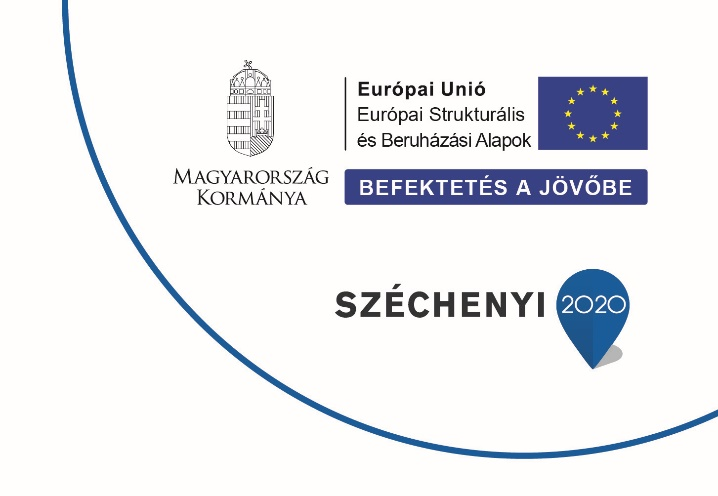 MAGYARORSZÁG
KORMÁNYA
Európai Unió
Európai Strukturális
és Beruházási Alapok
BEFEKTETÉS A JÖVŐBE
SZÉCHENYI 2020